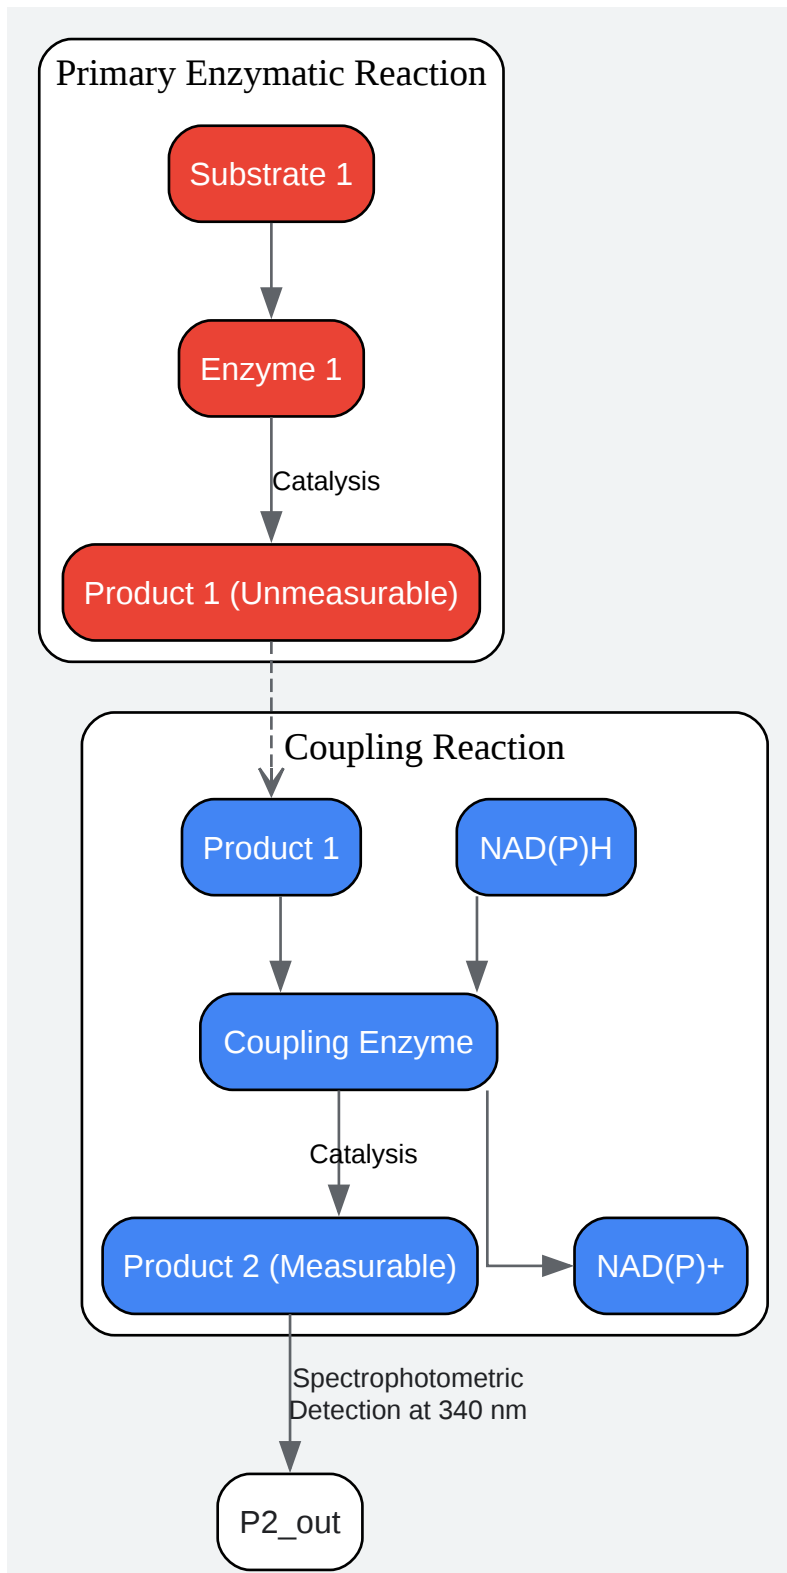 Primary Enzymatic Reaction
Substrate 1
Enzyme 1
Catalysis
Product 1 (Unmeasurable)
Coupling Reaction
Product 1
NAD(P)H
Coupling Enzyme
Catalysis
Product 2 (Measurable)
NAD(P)+
Spectrophotometric
Detection at 340 nm
P2_out